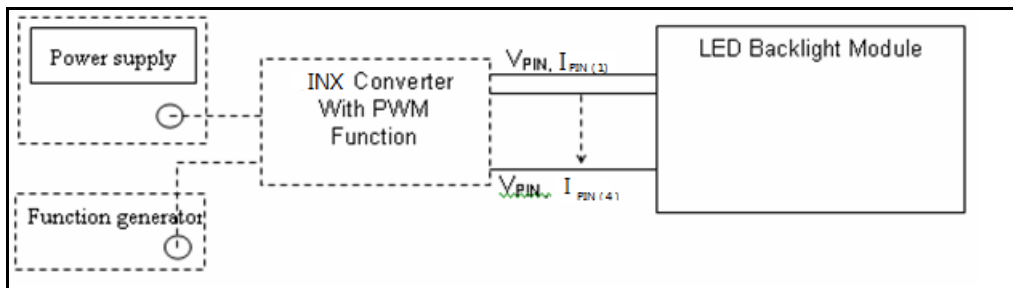 Power supply
INX Converter
With PWM
Function
VPIN, IPIN(1)
LED Backlight Module
VPIN, IPIN(4)
Function generator